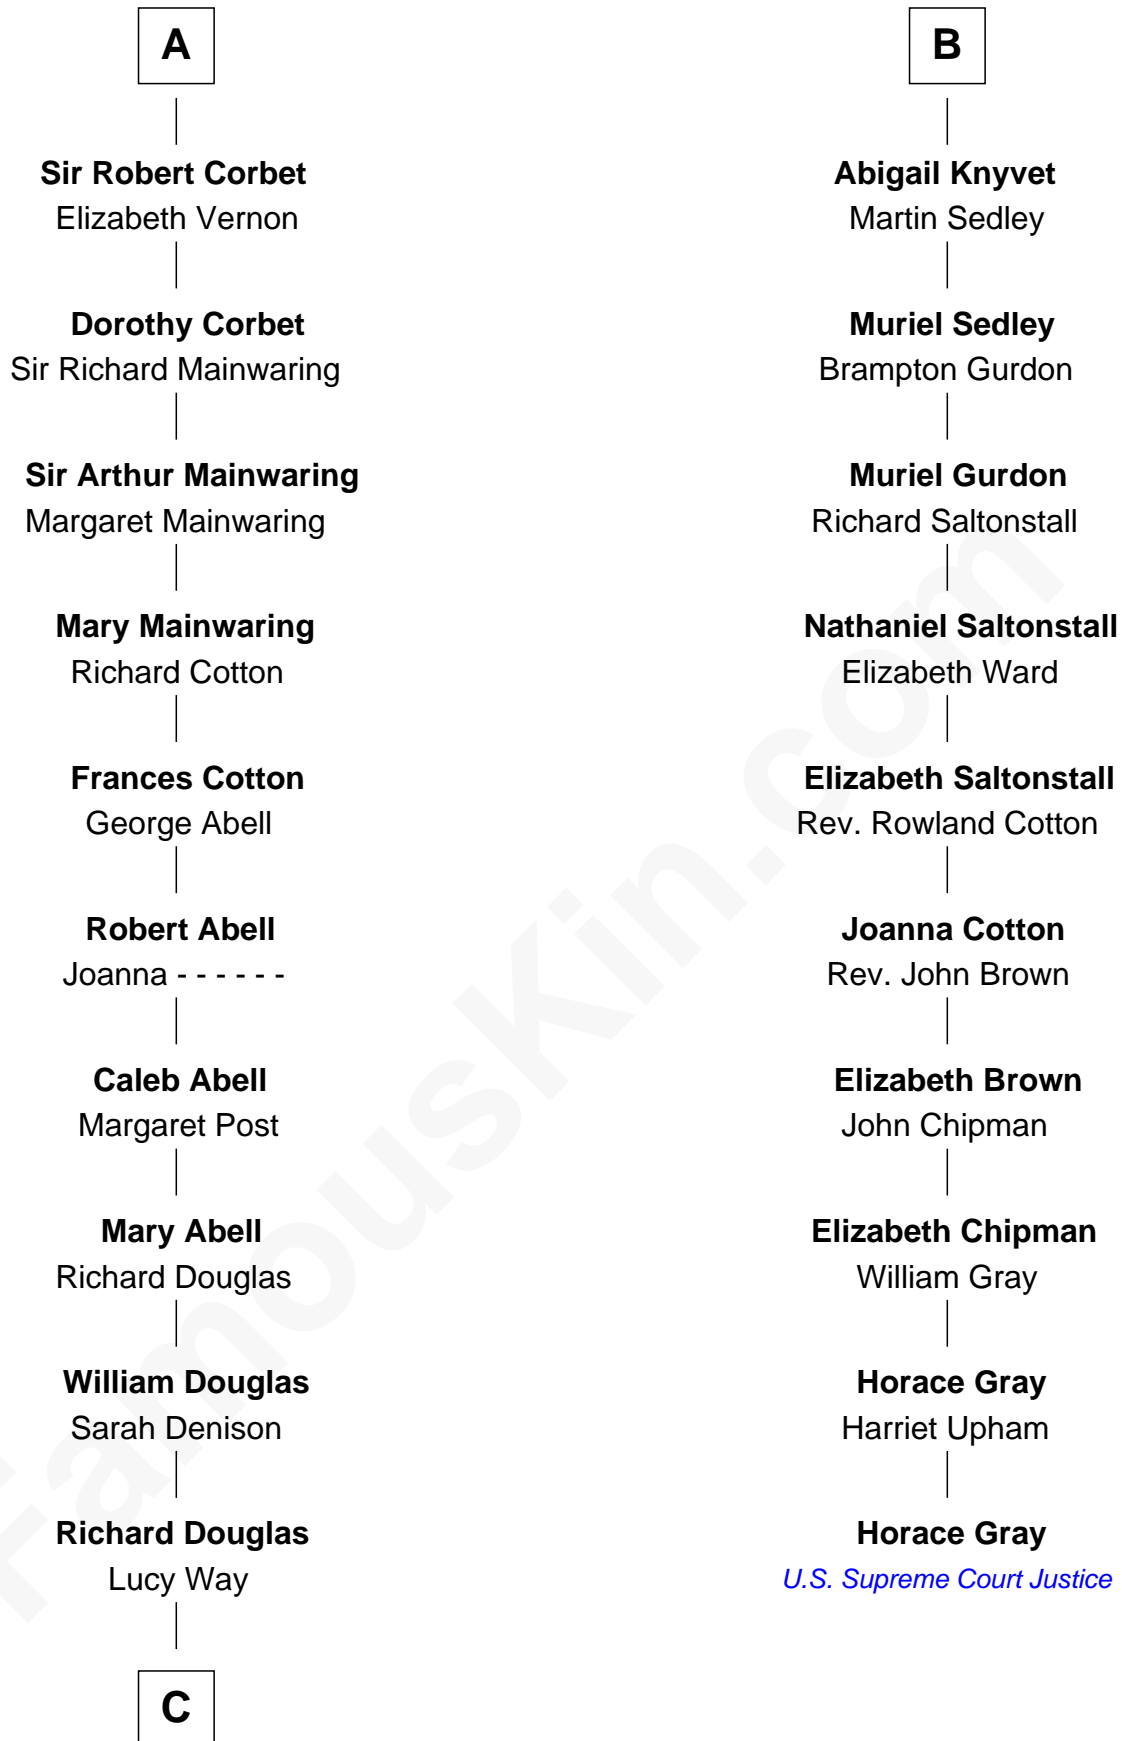 A
Sir Robert Corbet
Elizabeth Vernon
Dorothy Corbet
Sir Richard Mainwaring
Sir Arthur Mainwaring
Margaret Mainwaring
Mary Mainwaring
Richard Cotton
Frances Cotton
George Abell
Robert Abell
Joanna - - - - - -
Caleb Abell
Margaret Post
Mary Abell
Richard Douglas
William Douglas
Sarah Denison
Richard Douglas
Lucy Way
C
B
Abigail Knyvet
Martin Sedley
Muriel Sedley
Brampton Gurdon
Muriel Gurdon
Richard Saltonstall
Nathaniel Saltonstall
Elizabeth Ward
Elizabeth Saltonstall
Rev. Rowland Cotton
Joanna Cotton
Rev. John Brown
Elizabeth Brown
John Chipman
Elizabeth Chipman
William Gray
Horace Gray
Harriet Upham
Horace Gray
U.S. Supreme Court Justice
FamousKin.com